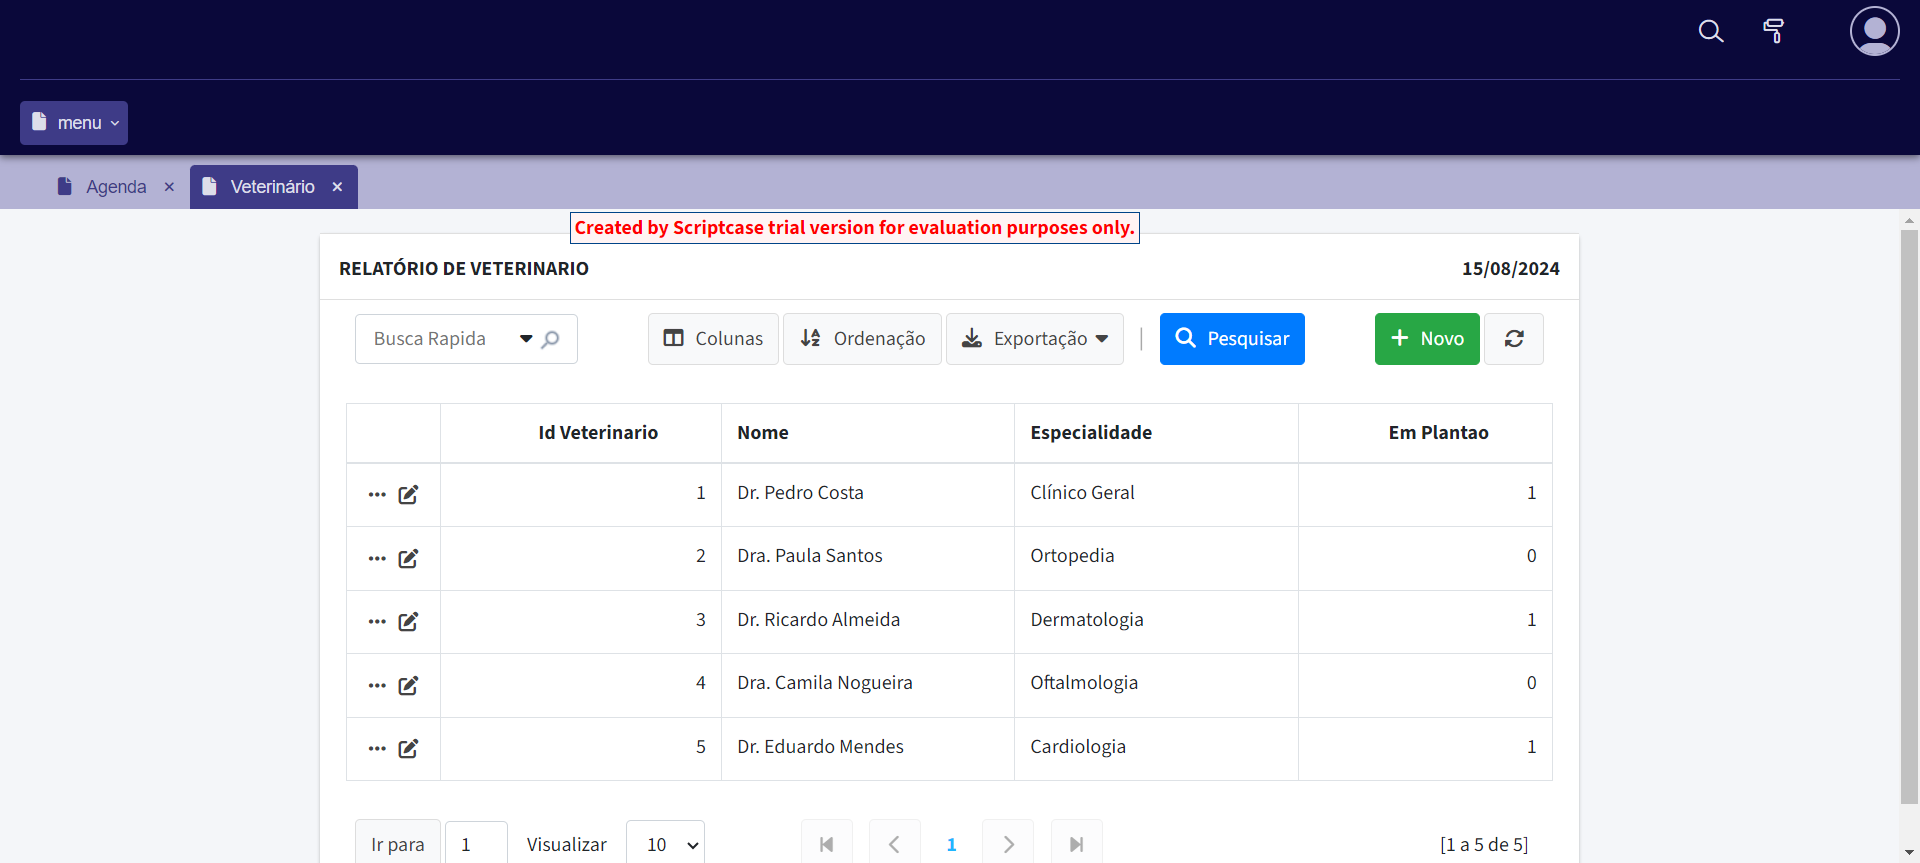 menu
Agenda × Veterinário ×
Created by Scriptcase trial version for evaluation purposes only.
RELATÓRIO DE VETERINARIO 15/08/2024
Busca Rapida Colunas Ordenação Exportação | Pesquisar + Novo
Id Veterinario Nome Especialidade Em Plantao
1 Dr. Pedro Costa Clínico Geral 1
2 Dra. Paula Santos Ortopedia 0
3 Dr. Ricardo Almeida Dermatologia 1
4 Dra. Camila Nogueira Oftalmologia 0
5 Dr. Eduardo Mendes Cardiologia 1
Ir para 1 Visualizar 10 1 [1 a 5 de 5]